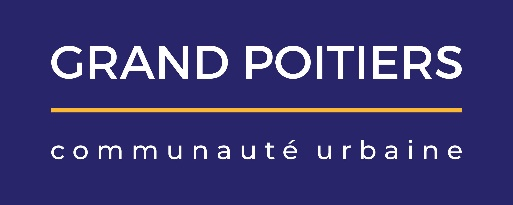 GRAND POITIERS
communauté urbaine